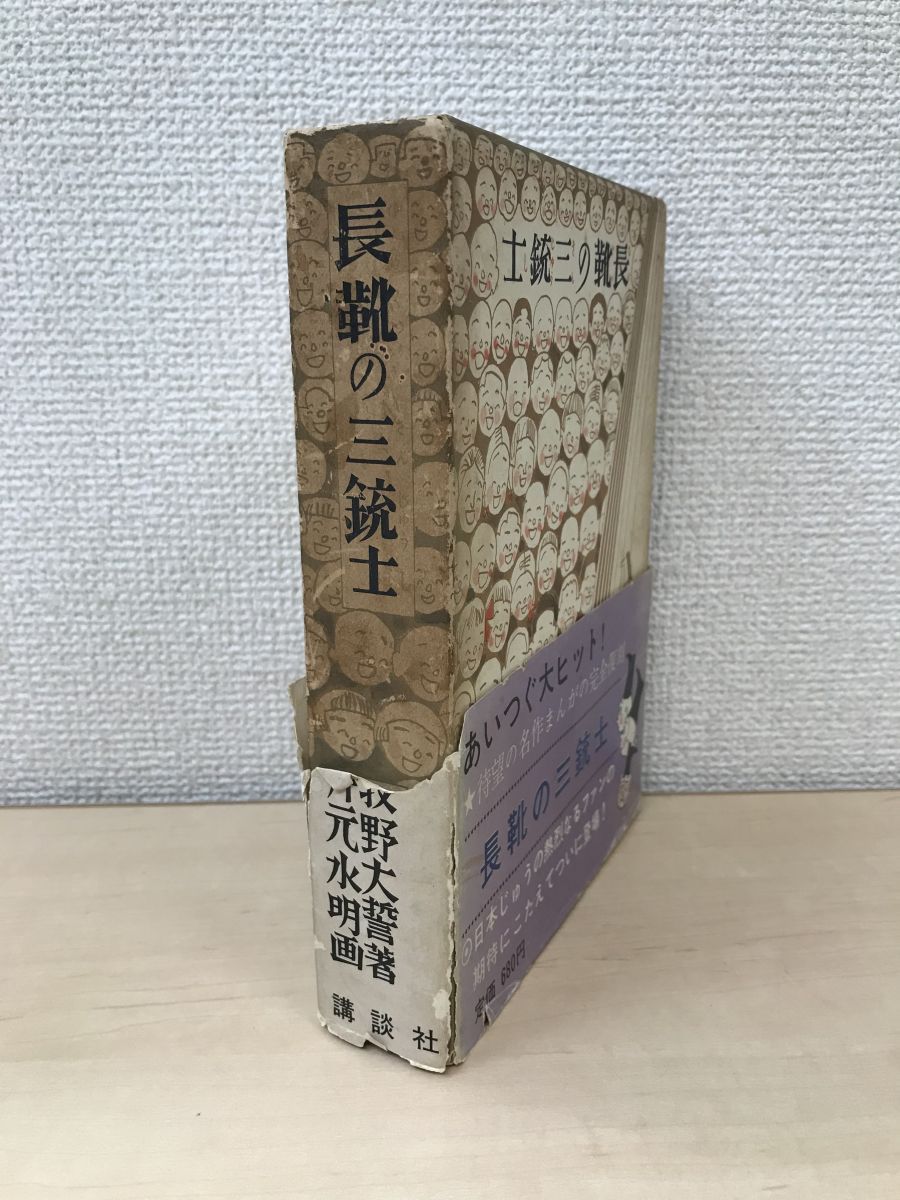 長靴の三銃士
牧野大誓著
井元水明画
講談社
士銃三の靴長
あいつぐ大ヒット!
★待望の名作まんがの完全復刻
長靴の三銃士
日本じゅうの熱烈なるファンの
期待にこたえてついに登場!
定価 680円